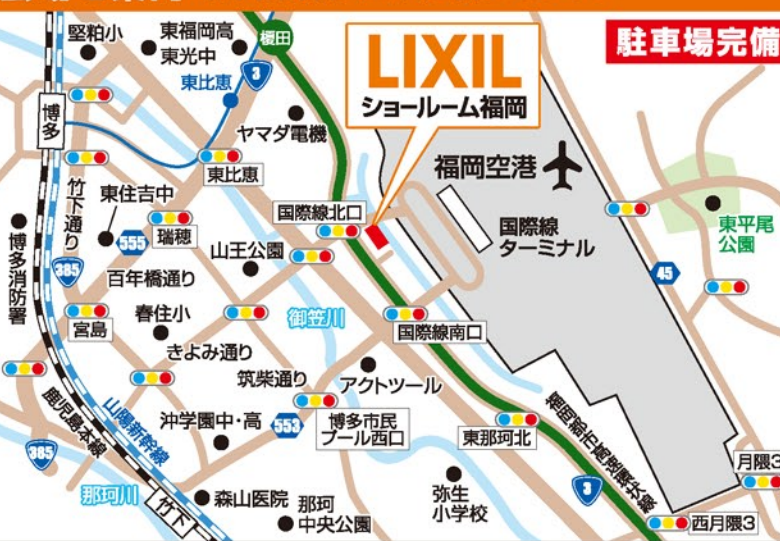 堅粕小
東福岡高
東光中
榎田
3
東比恵
LIXIL
ショールーム福岡
駐車場完備
博多
ヤマダ電機
東比恵
福岡空港
竹下通り
東住吉中
国際線北口
国際線
ターミナル
東平尾
公園
博多消防署
555
瑞穂
山王公園
385
百年橋通り
45
宮島
春住小
御笠川
国際線南口
きよみ通り
筑紫通り
アクトツール
鹿児島本線
山陽新幹線
沖学園中・高
553
博多市民
プール西口
東那珂北
福岡都市高速環状線
385
那珂川
竹下
森山医院
那珂
中央公園
弥生
小学校
3
月隈3
西月隈3